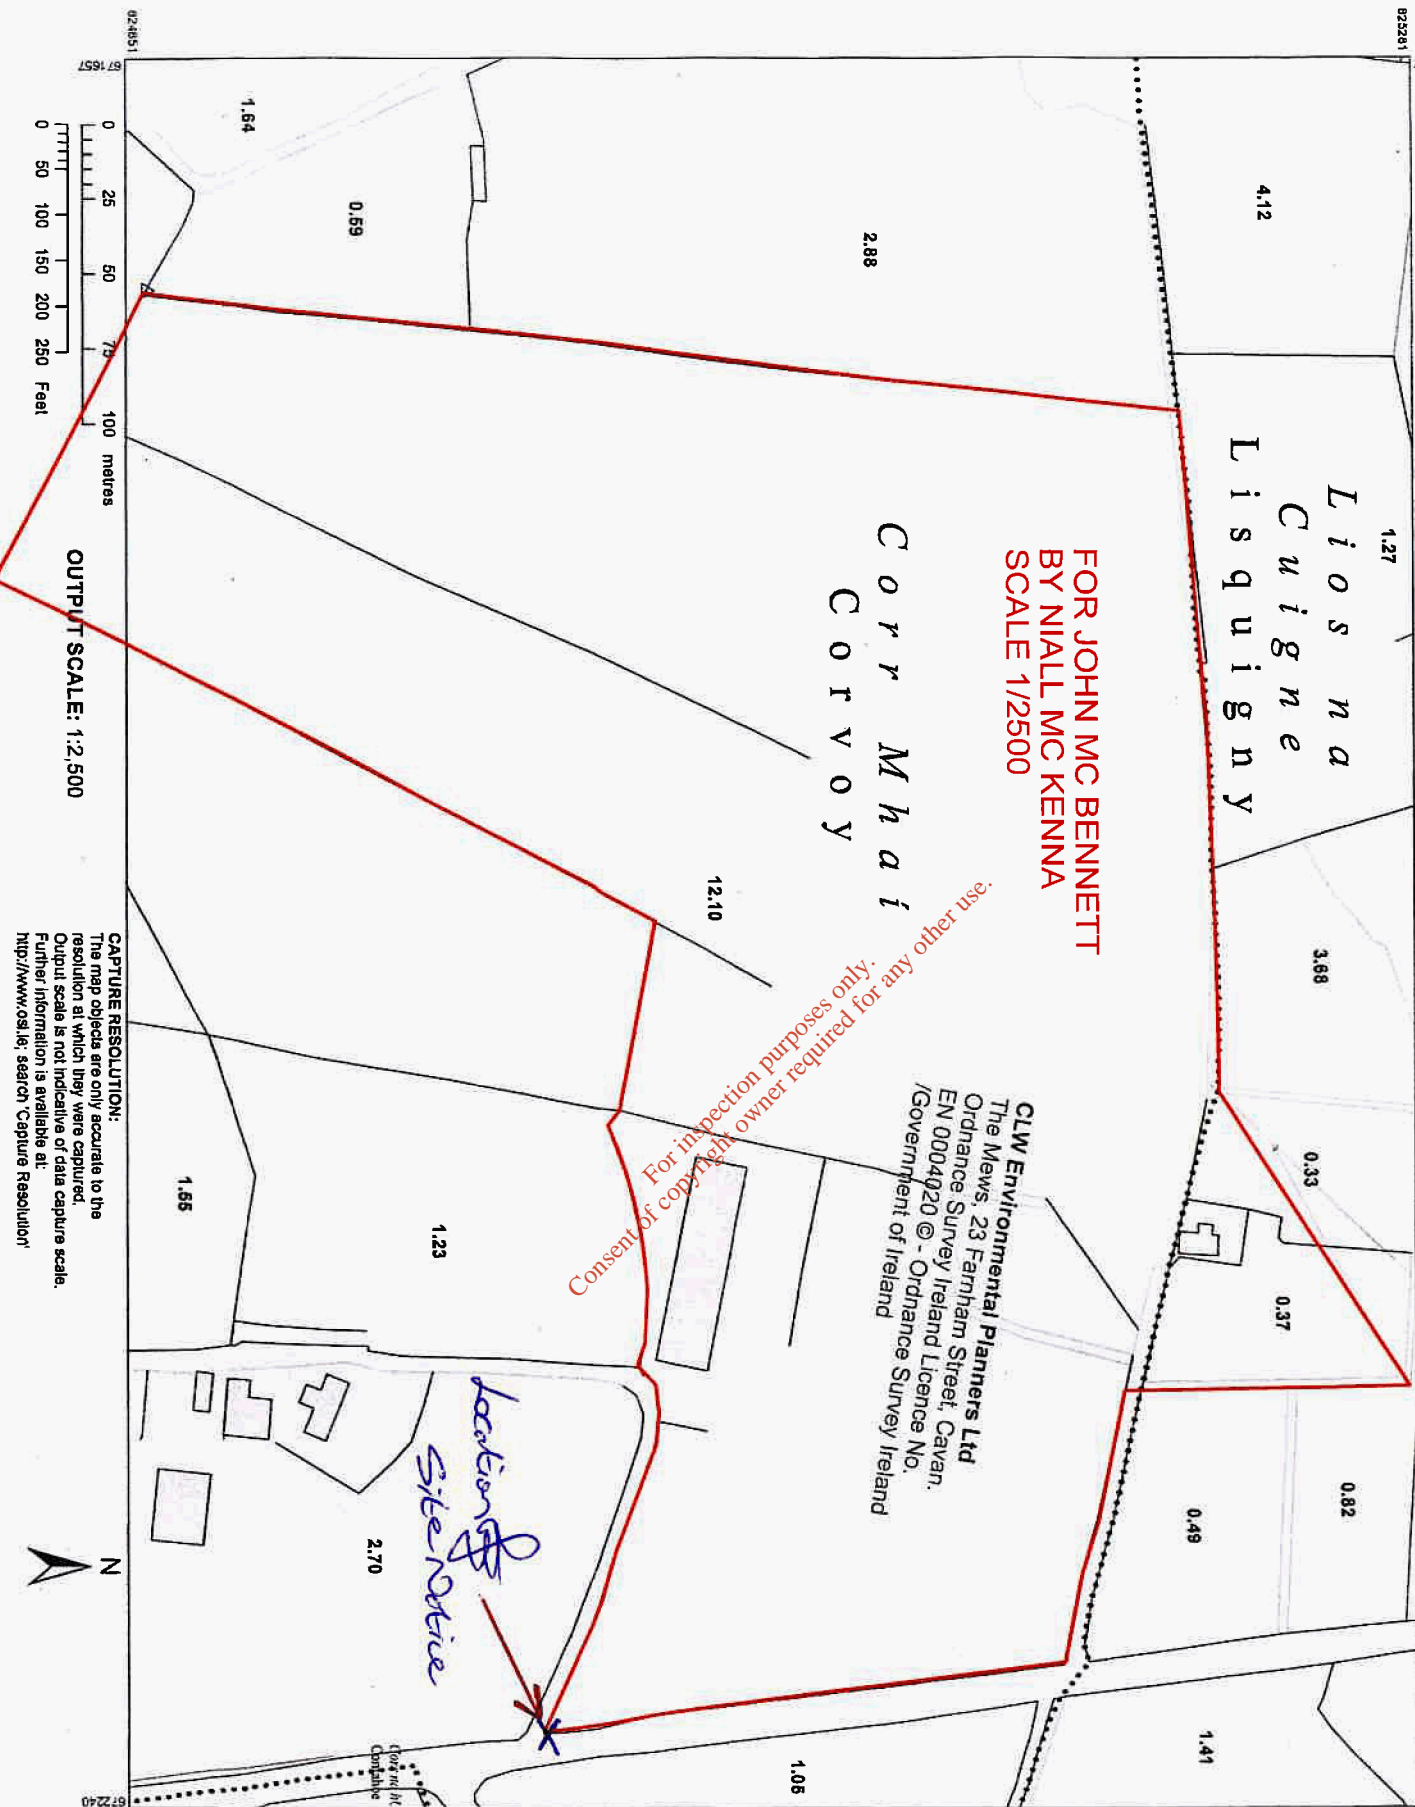 825281
824851
671657
672240
4.12
1.27
Lios na
Cuigne
Lisquigny
3.68
0.33
0.37
0.82
0.49
1.41
2.88
0.59
1.64
FOR JOHN MC BENNETT
BY NIALL MC KENNA
SCALE 1/2500
Corr Mhaí
Corvoy
12.10
CLW Environmental Planners Ltd
The Mews, 23 Farnham Street, Cavan.
Ordnance Survey Ireland Licence No.
EN 0004020 © - Ordnance Survey Ireland
/Government of Ireland
For inspection purposes only.
Consent of copyright owner required for any other use.
1.23
1.55
2.70
1.05
Location of
Site Notice
0 25 50 75 100 metres
0 50 100 150 200 250 Feet
OUTPUT SCALE: 1:2,500
CAPTURE RESOLUTION:
The map objects are only accurate to the
resolution at which they were captured.
Output scale is not indicative of data capture scale.
Further information is available at:
http://www.osi.ie; search 'Capture Resolution'
N